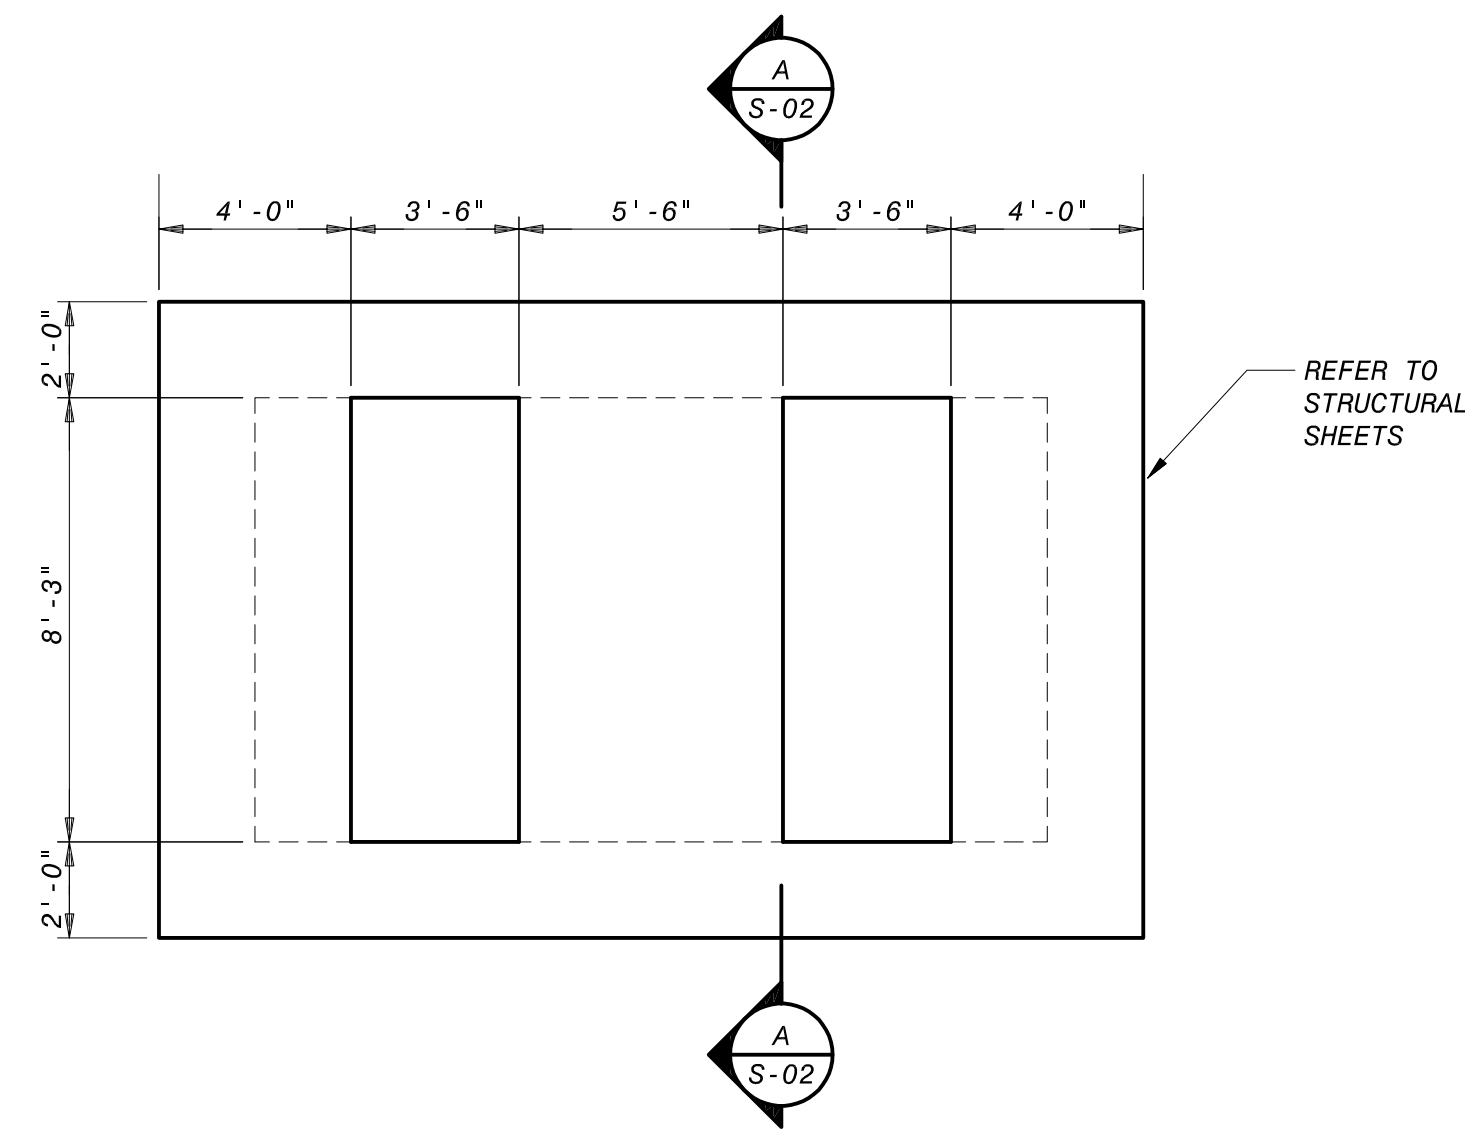 A
S-02
4'-0"
3'-6"
5'-6"
3'-6"
4'-0"
2'-0"
8'-3"
2'-0"
REFER TO
STRUCTURAL
SHEETS
A
S-02